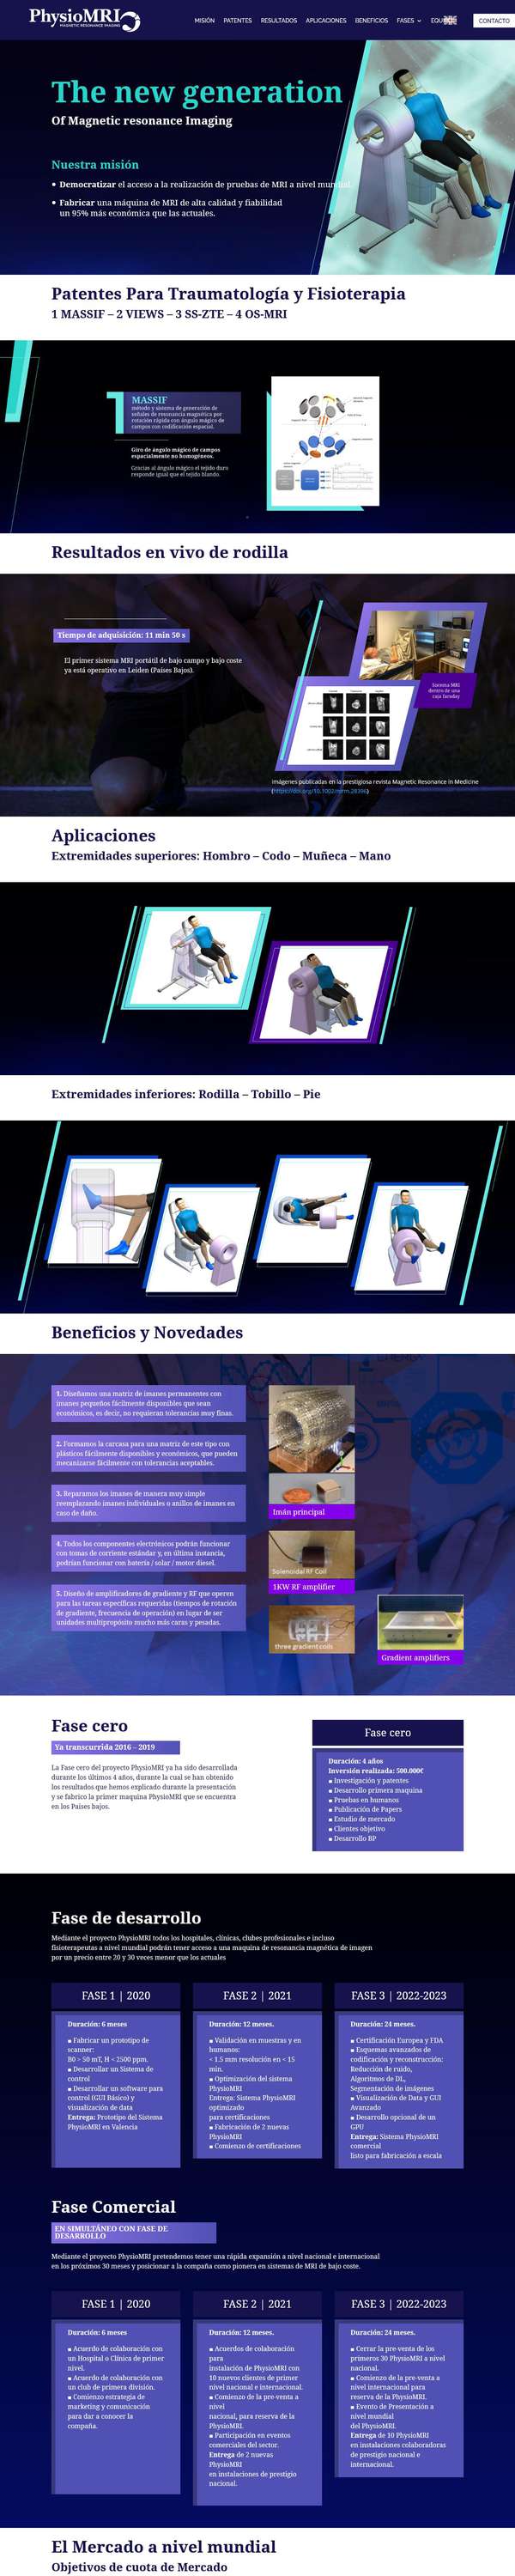 PhysioMRI
MAGNETIC RESONANCE IMAGING
MISIÓN PATENTES RESULTADOS APLICACIONES BENEFICIOS FASES CONTACTO
The new generation
Of Magnetic resonance Imaging
Nuestra misión
Democratizar el acceso a la realización de pruebas de MRI a nivel mundial.
Fabricar una máquina de MRI de alta calidad y fiabilidad
un 95% más económica que las actuales.
Patentes Para Traumatología y Fisioterapia
1 MASSIF – 2 VIEWS – 3 SS-ZTE – 4 OS-MRI
1
MASSIF
método y sistema de generación de
señales de resonancia magnética por
rotación rápida con ángulo mágico de
campos con codificación espacial.
Giro de ángulo mágico de campos
espacialmente no homogéneos.
Gracias al ángulo mágico el tejido duro
responde igual que el tejido blando.
Resultados en vivo de rodilla
Tiempo de adquisición: 11 min 50 s
El primer sistema MRI portátil de bajo campo y bajo coste
ya está operativo en Leiden (Países Bajos).
Sistema MRI
dentro de una
caja faraday
Imágenes publicadas en la prestigiosa revista Magnetic Resonance in Medicine
Aplicaciones
Extremidades superiores: Hombro – Codo – Muñeca – Mano
Extremidades inferiores: Rodilla – Tobillo – Pie
Beneficios y Novedades
1. Diseñamos una matriz de imanes permanentes con
imanes pequeños fácilmente disponibles que sean
económicos, es decir, no requieran tolerancias muy finas.
2. Formamos la carcasa para una matriz de este tipo con
plásticos fácilmente disponibles y económicos, que pueden
mecanizarse fácilmente con tolerancias aceptables.
3. Reparamos los imanes de manera muy simple
reemplazando imanes individuales o anillos de imanes en
caso de daño.
4. Todos los componentes electrónicos podrán funcionar
con tomas de corriente estándar y, en última instancia,
podrían funcionar con batería / solar / motor diesel.
5. Diseño de amplificadores de gradiente y RF que operen
para las tareas específicas requeridas (tiempos de rotación
de gradiente, frecuencia de operación) en lugar de ser
unidades multipropósito mucho más caras y pesadas.
Imán principal
Solenoidal RF Coil
1KW RF amplifier
three gradient coils
Gradient amplifiers
Fase cero
Ya transcurrida 2016 – 2019
La Fase cero del proyecto PhysioMRI ya ha sido desarrollada
durante los últimos 4 años, durante la cual se han obtenido
los resultados que hemos explicado durante la presentación
y se fabrico la primer maquina PhysioMRI que se encuentra
en los Países bajos.
Fase cero
Duración: 4 años
Inversión realizada: 500.000€
Investigación y patentes
Desarrollo primera maquina
Pruebas en humanos
Publicación de Papers
Estudio de mercado
Clientes objetivo
Desarrollo BP
Fase de desarrollo
Mediante el proyecto PhysioMRI todos los hospitales, clínicas, clubes profesionales e incluso
fisioterapeutas a nivel mundial podrán tener acceso a una maquina de resonancia magnética de imagen
por un precio entre 20 y 30 veces menor que los actuales
FASE 1 | 2020
Duración: 6 meses
Fabricar un prototipo de
scanner:
B0 > 50 mT, H < 2500 ppm.
Desarrollar un Sistema de
control
Desarrollar un software para
control (GUI Básico) y
visualización de data
Entrega: Prototipo del Sistema
PhysioMRI en Valencia
FASE 2 | 2021
Duración: 12 meses.
Validación en muestras y en
humanos:
< 1.5 mm resolución en < 15
min.
Optimización del sistema
PhysioMRI
Entrega: Sistema PhysioMRI
optimizado
para certificaciones
Fabricación de 2 nuevas
PhysioMRI
Comienzo de certificaciones
FASE 3 | 2022-2023
Duración: 24 meses.
Certificación Europea y FDA
Esquemas avanzados de
codificación y reconstrucción:
Reducción de ruido,
Algoritmos de DL,
Segmentación de imágenes
Visualización de Data y GUI
Avanzado
Desarrollo opcional de un
GPU
Entrega: Sistema PhysioMRI
comercial
listo para fabricación a escala
Fase Comercial
EN SIMULTÁNEO CON FASE DE
DESARROLLO
Mediante el proyecto PhysioMRI pretendemos tener una rápida expansión a nivel nacional e internacional
en los próximos 30 meses y posicionar a la compañía como pionera en sistemas de MRI de bajo coste.
FASE 1 | 2020
Duración: 6 meses
Acuerdo de colaboración con
un Hospital o Clínica de primer
nivel.
Acuerdo de colaboración con
un club de primera división.
Comienzo estrategia de
marketing y comunicación
para dar a conocer la
compañía.
FASE 2 | 2021
Duración: 12 meses.
Acuerdos de colaboración
para
instalación de PhysioMRI con
10 nuevos clientes de primer
nivel nacional e internacional.
Comienzo de la pre-venta a
nivel
nacional, para reserva de la
PhysioMRI.
Participación en eventos
comerciales del sector.
Entrega de 2 nuevas
PhysioMRI
en instalaciones de prestigio
nacional.
FASE 3 | 2022-2023
Duración: 24 meses.
Cerrar la pre-venta de los
primeros 30 PhysioMRI a nivel
nacional.
Comienzo de la pre-venta a
nivel internacional para
reserva de la PhysioMRI.
Evento de Presentación a
nivel mundial
del PhysioMRI.
Entrega de 10 PhysioMRI
en instalaciones colaboradoras
de prestigio nacional e
internacional.
El Mercado a nivel mundial
Objetivos de cuota de Mercado